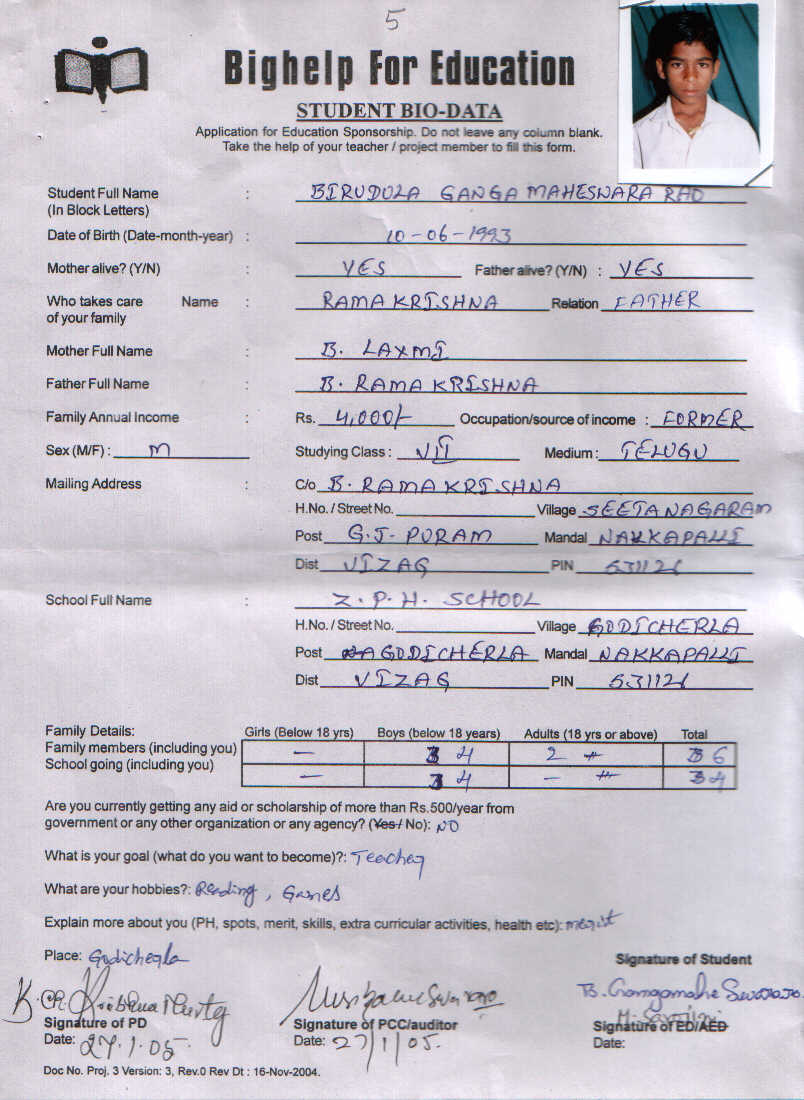 5
Bighelp For Education
STUDENT BIO-DATA
Application for Education Sponsorship. Do not leave any column blank.
Take the help of your teacher / project member to fill this form.
Student Full Name : BIRUDULA GANGA MAHESWARA RAO
(In Block Letters)
Date of Birth (Date-month-year) : 10-06-1993
Mother alive? (Y/N) : YES Father alive? (Y/N) : YES
Who takes care Name : RAMA KRISHNA Relation FATHER
of your family
Mother Full Name : B. LAXMI
Father Full Name : B. RAMA KRISHNA
Family Annual Income : Rs. 4,000/- Occupation/source of income : FORMER
Sex (M/F) : M Studying Class : VII Medium : TELUGU
Mailing Address : C/o B. RAMA KRISHNA
H.No. / Street No. Village SEETANAGARAM
Post G.J. PURAM Mandal NAKKAPALLI
Dist VIZAG PIN 531126
School Full Name : Z.P.H. SCHOOL
H.No. / Street No. Village GODICHERLA
Post GODICHERLA Mandal NAKKAPALLI
Dist VIZAG PIN 531126
Family Details: Girls (Below 18 yrs) Boys (below 18 years) Adults (18 yrs or above) Total
Family members (including you) — 4 2 6
School going (including you) — 4 — 4
Are you currently getting any aid or scholarship of more than Rs.500/year from
government or any other organization or any agency? (Yes/ No): NO
What is your goal (what do you want to become)?: Teacher
What are your hobbies?: Reading, Games
Explain more about you (PH, spots, merit, skills, extra curricular activities, health etc): merit
Place: Godicherla Signature of Student
Signature of PD Signature of PCC/auditor Signature of ED/AED
Date: 27.1.05. Date: 27/1/05. Date:
Doc No. Proj. 3 Version: 3, Rev.0 Rev Dt : 16-Nov-2004.